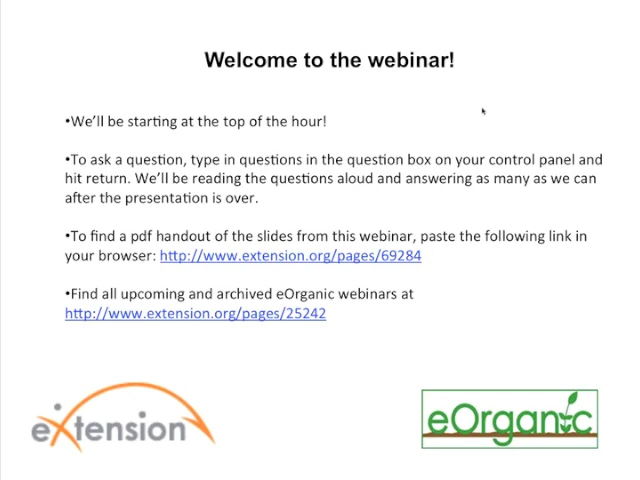 Welcome to the webinar!
•We'll be starting at the top of the hour!
•To ask a question, type in questions in the question box on your control panel and
hit return. We'll be reading the questions aloud and answering as many as we can
after the presentation is over.
•To find a pdf handout of the slides from this webinar, paste the following link in
your browser: http://www.extension.org/pages/69284
•Find all upcoming and archived eOrganic webinars at
http://www.extension.org/pages/25242
eXtension
eOrganic